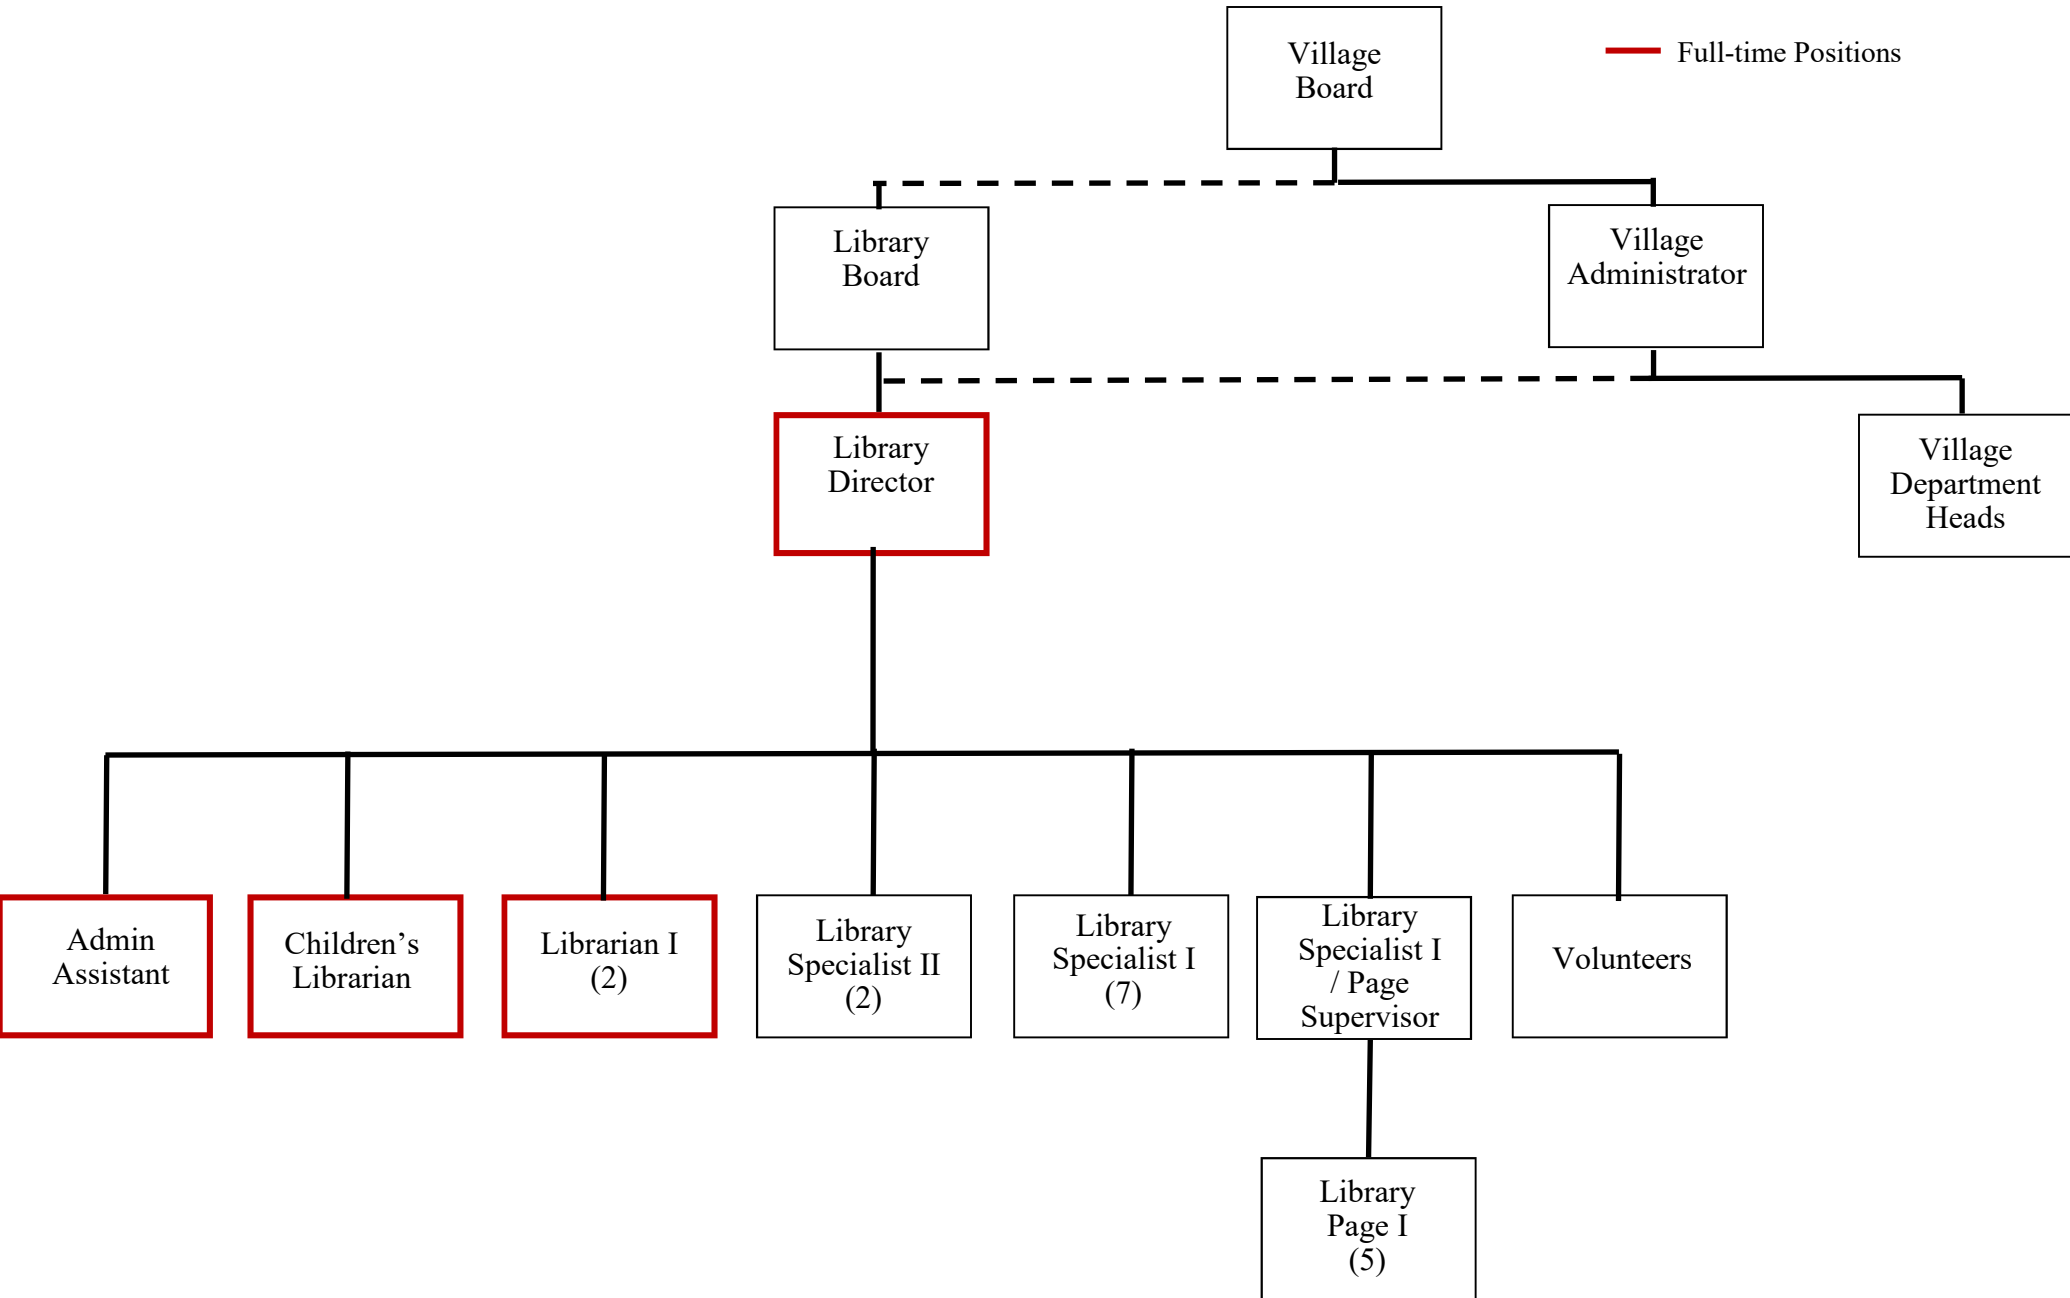 Village
Board
Full-time Positions
Library
Board
Village
Administrator
Library
Director
Village
Department
Heads
Admin
Assistant
Children’s
Librarian
Librarian I
(2)
Library
Specialist II
(2)
Library
Specialist I
(7)
Library
Specialist I
/ Page
Supervisor
Volunteers
Library
Page I
(5)